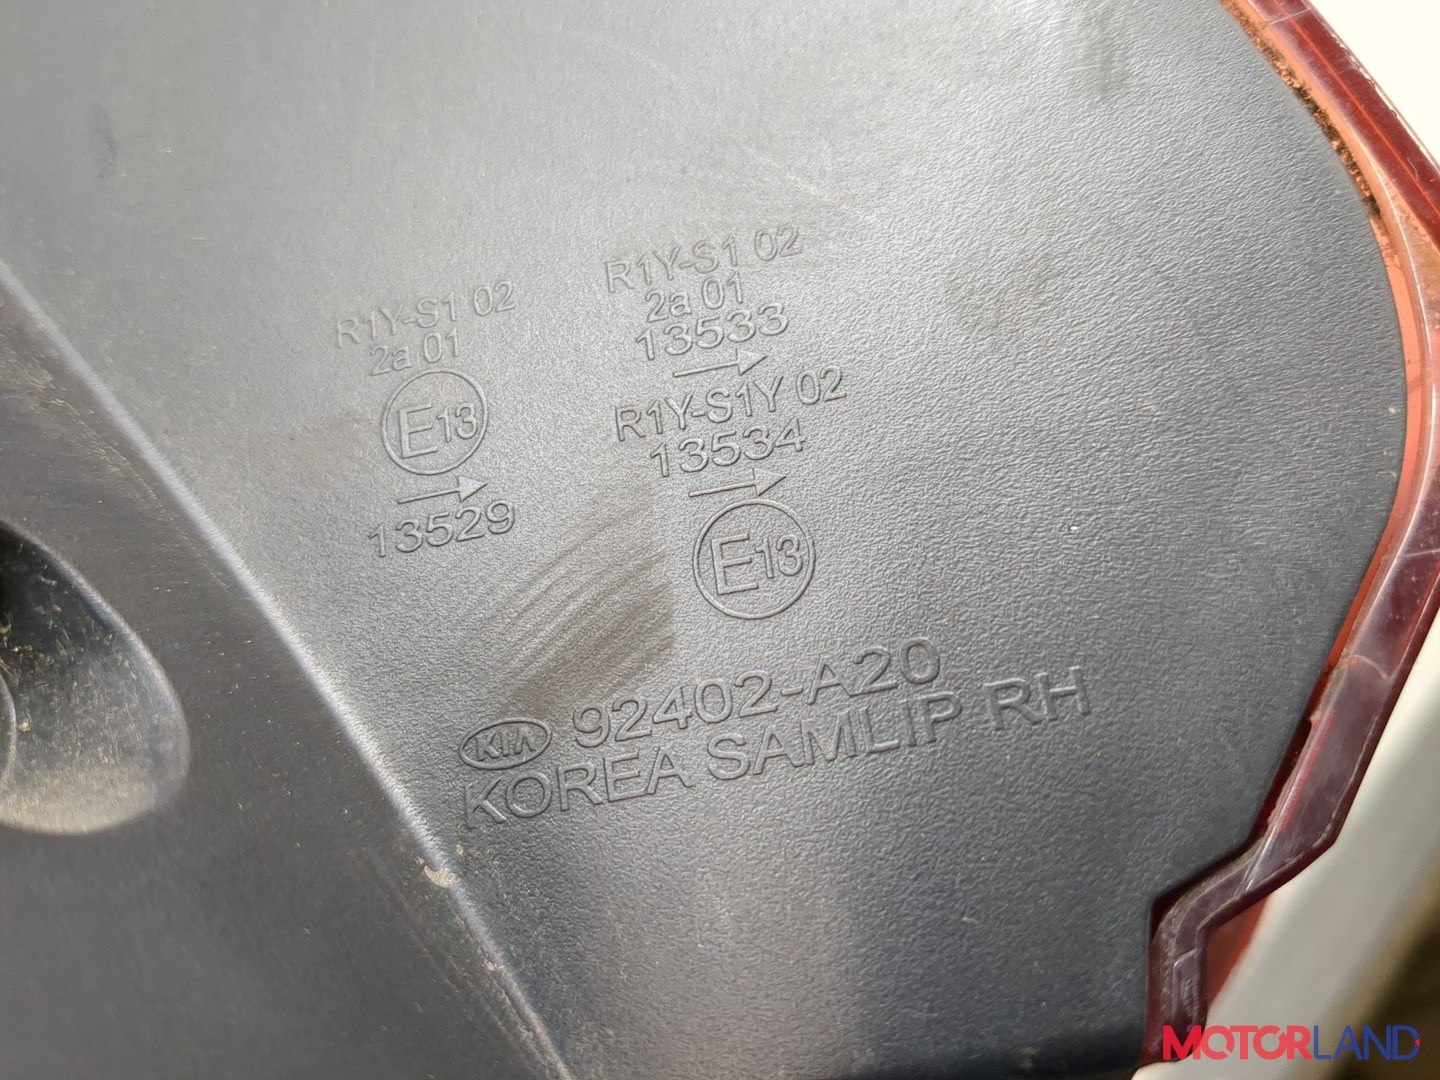 R1Y-S1 02
2a 01
E13
→
13529
R1Y-S1 02
2a 01
13533
→
R1Y-S1Y 02
13534
→
E13
KIA 92402-A20
KOREA SAMLIP RH
MOTORLAND